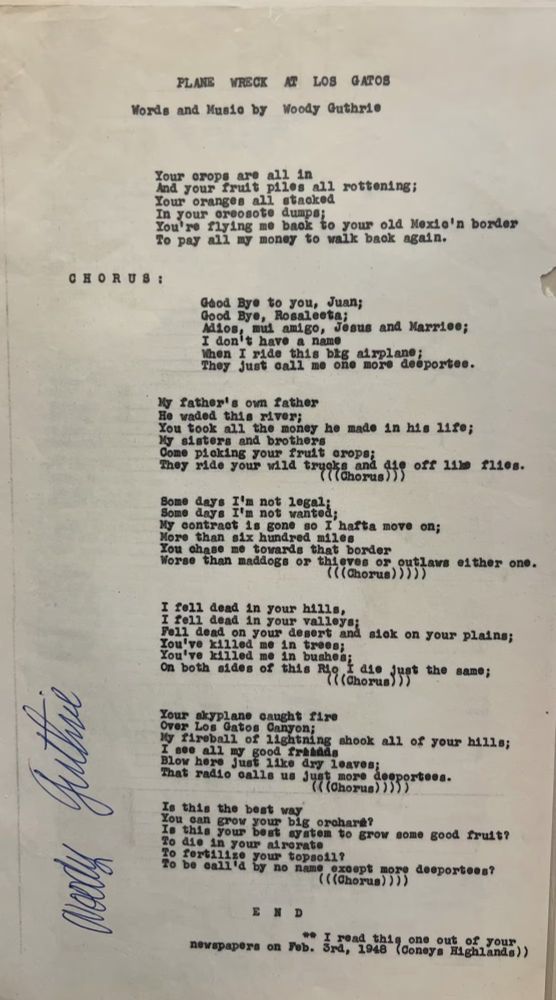 PLANE WRECK AT LOS GATOS
Words and Music by Woody Guthrie
Your crops are all in
And your fruit piles all rottening;
Your oranges all stacked
In your creosote dumps;
You're flying me back to your old Mexic'n border
To pay all my money to walk back again.
C H O R U S :
Good Bye to you, Juan;
Good Bye, Rosaleeta;
Adios, mui amigo, Jesus and Marriee;
I don't have a name
When I ride this big airplane;
They just call me one more deeportee.
My father's own father
He waded this river;
You took all the money he made in his life;
My sisters and brothers
Come picking your fruit crops;
They ride your wild trucks and die off like flies.
(((Chorus)))
Some days I'm not legal;
Some days I'm not wanted;
My contract is gone so I hafta move on;
More than six hundred miles
You chase me towards that border
Worse than maddogs or thieves or outlaws either one.
(((Chorus)))))
I fell dead in your hills,
I fell dead in your valleys;
Fell dead on your desert and sick on your plains;
You've killed me in trees;
You've killed me in bushes;
On both sides of this Rio I die just the same;
(((Chorus)))
Your skyplane caught fire
Over Los Gatos Canyon;
My fireball of lightning shook all of your hills;
I see all my good friends
Blow here just like dry leaves;
That radio calls us just more deeportees.
(((Chorus)))))
Is this the best way
You can grow your big orchard?
Is this your best system to grow some good fruit?
To die in your aircrate
To fertilize your topsoil?
To be call'd by no name except more deeportees?
(((Chorus))))
E N D
** I read this one out of your
newspapers on Feb. 3rd, 1948 (Coneys Highlands))
Woody Guthrie